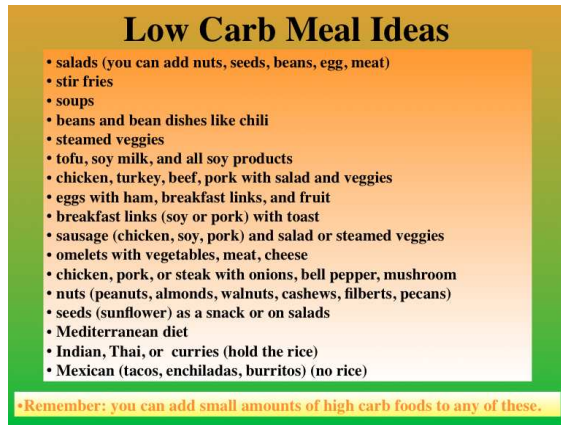 Low Carb Meal Ideas
• salads (you can add nuts, seeds, beans, egg, meat)
• stir fries
• soups
• beans and bean dishes like chili
• steamed veggies
• tofu, soy milk, and all soy products
• chicken, turkey, beef, pork with salad and veggies
• eggs with ham, breakfast links, and fruit
• breakfast links (soy or pork) with toast
• sausage (chicken, soy, pork) and salad or steamed veggies
• omelets with vegetables, meat, cheese
• chicken, pork, or steak with onions, bell pepper, mushroom
• nuts (peanuts, almonds, walnuts, cashews, filberts, pecans)
• seeds (sunflower) as a snack or on salads
• Mediterranean diet
• Indian, Thai, or  curries (hold the rice)
• Mexican (tacos, enchiladas, burritos) (no rice)
•Remember: you can add small amounts of high carb foods to any of these.